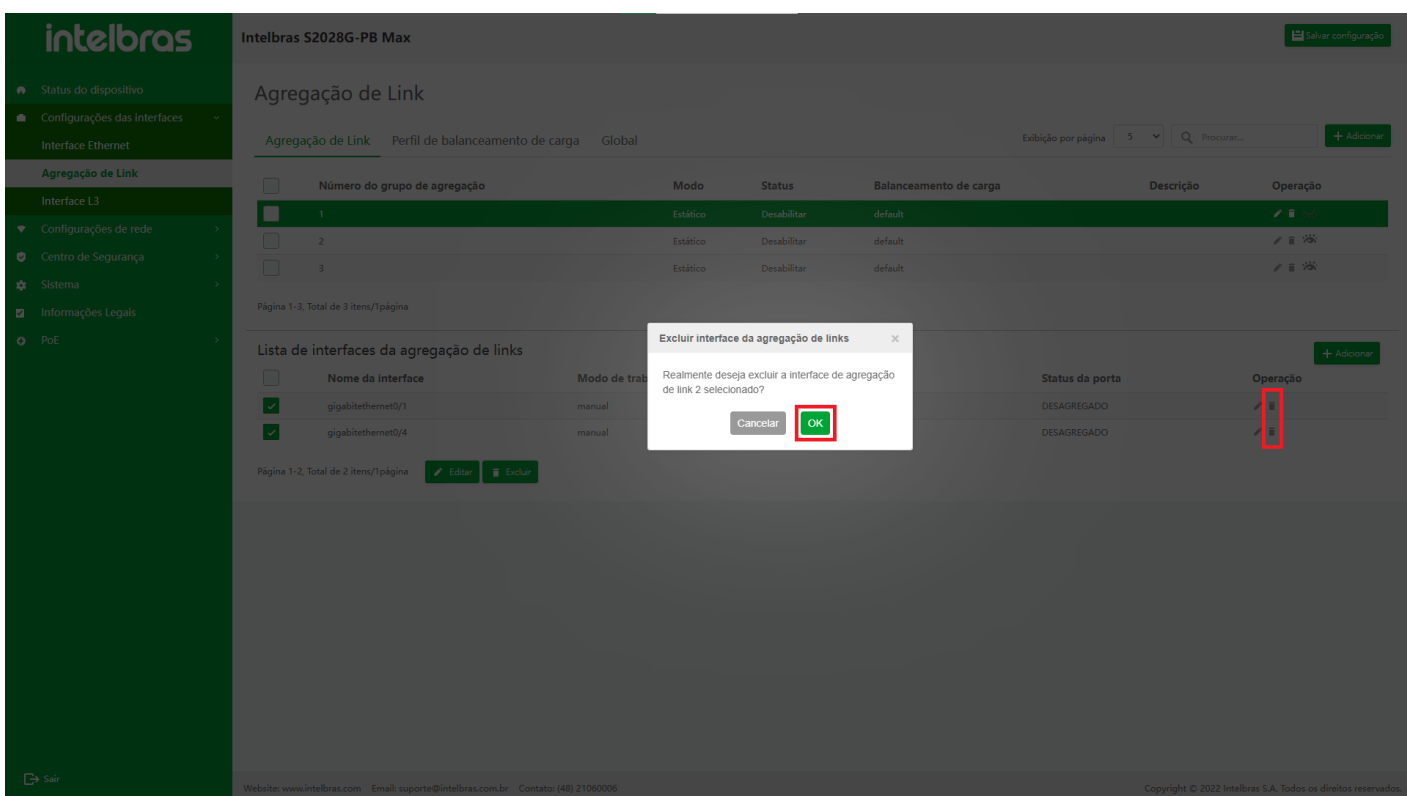 intelbras
Intelbras S2028G-PB Max
Salvar configuração
Status do dispositivo
Configurações das interfaces
Interface Ethernet
Agregação de Link
Interface L3
Configurações de rede
Centro de Segurança
Sistema
Informações Legais
PoE
Sair
Agregação de Link
Agregação de Link Perfil de balanceamento de carga Global
Exibição por página 5 Procurar... + Adicionar
Número do grupo de agregação Modo Status Balanceamento de carga Descrição Operação
1 Estático Desabilitar default
2 Estático Desabilitar default
3 Estático Desabilitar default
Página 1-3, Total de 3 itens/1página
Lista de interfaces da agregação de links
+ Adicionar
Nome da interface Modo de trab Status da porta Operação
gigabitethernet0/1 manual DESAGREGADO
gigabitethernet0/4 manual DESAGREGADO
Página 1-2, Total de 2 itens/1página Editar Excluir
Excluir interface da agregação de links ×
Realmente deseja excluir a interface de agregação
de link 2 selecionado?
Cancelar OK
Website: www.intelbras.com Email: suporte@intelbras.com.br Contato: (48) 21060006
Copyright © 2022 Intelbras S.A. Todos os direitos reservados.